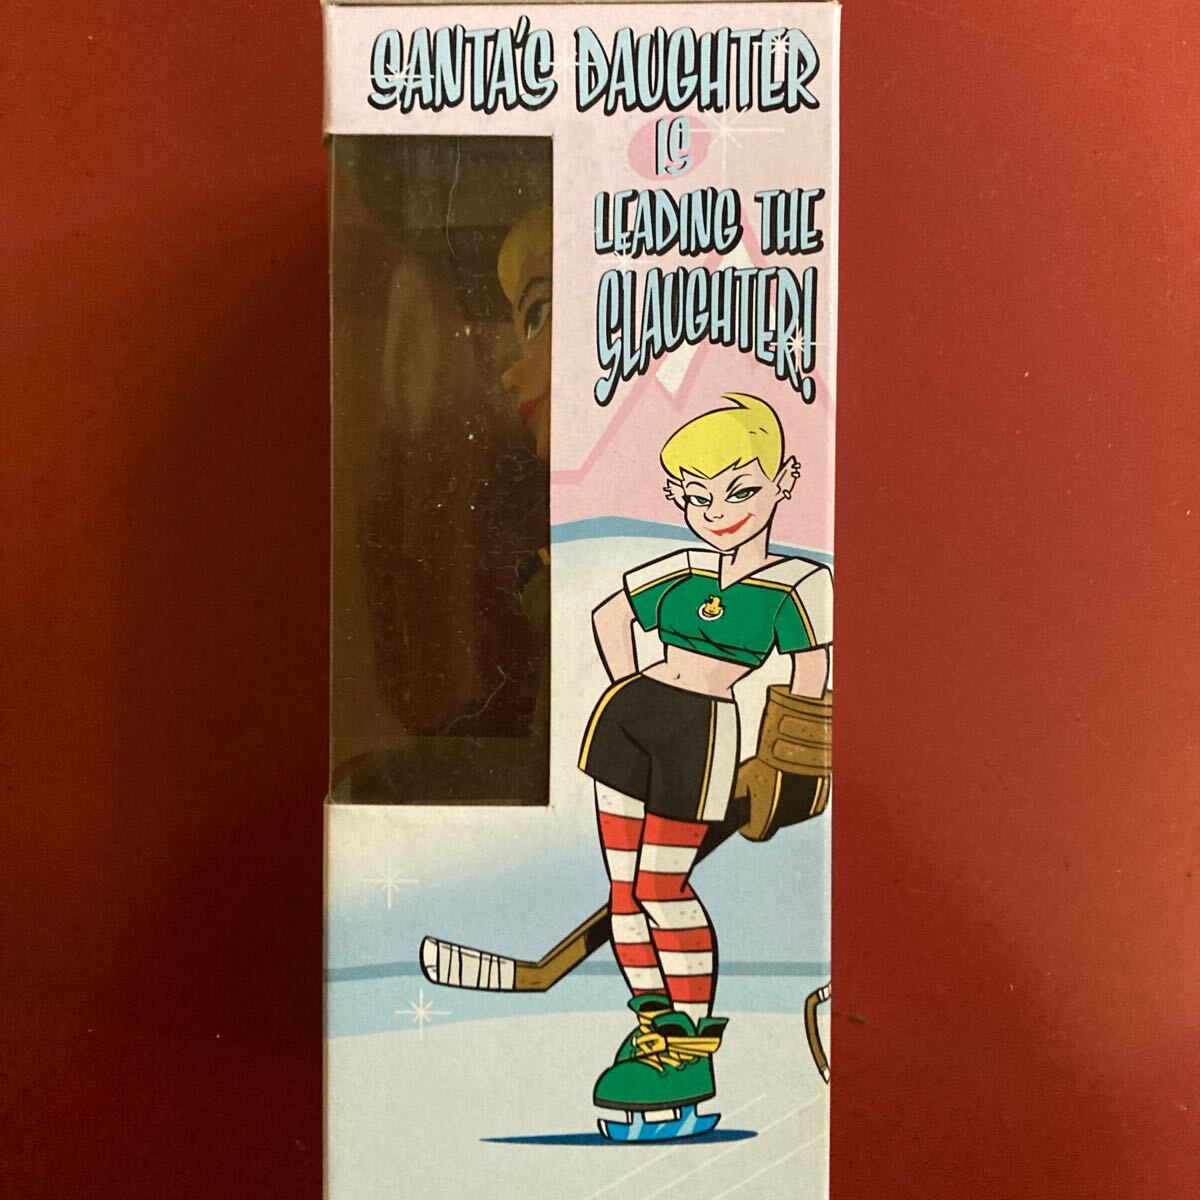 SANTA'S DAUGHTER
IS
LEADING THE
SLAUGHTER!